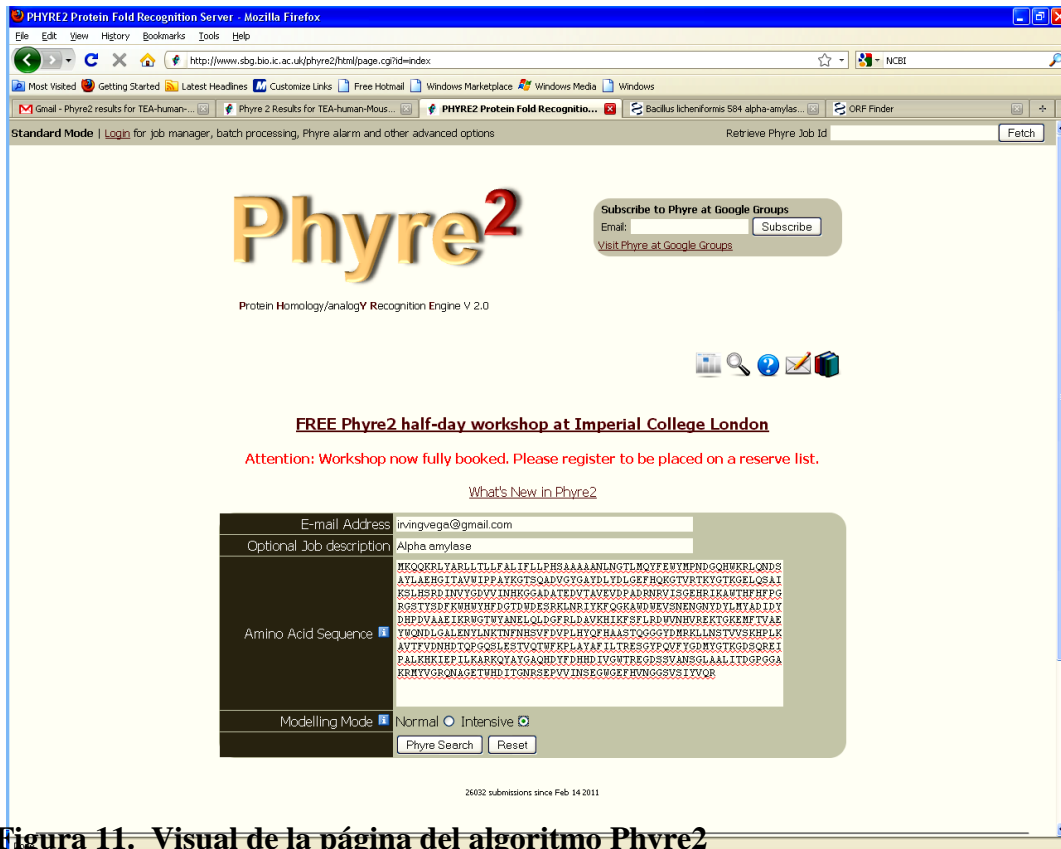 PHYRE2 Protein Fold Recognition Server - Mozilla Firefox
File Edit View History Bookmarks Tools Help
http://www.sbg.bio.ic.ac.uk/phyre2/html/page.cgi?id=index
NCBI
Most Visited Getting Started Latest Headlines Customize Links Free Hotmail Windows Marketplace Windows Media Windows
Gmail - Phyre2 results for TEA-human-... Phyre 2 Results for TEA-human-Mous... PHYRE2 Protein Fold Recognitio... Bacillus licheniformis 584 alpha-amylas... ORF Finder
Standard Mode | Login for job manager, batch processing, Phyre alarm and other advanced options Retrieve Phyre Job Id Fetch
Phyre2
Subscribe to Phyre at Google Groups
Email: Subscribe
Visit Phyre at Google Groups
Protein Homology/analogY Recognition Engine V 2.0
FREE Phyre2 half-day workshop at Imperial College London
Attention: Workshop now fully booked. Please register to be placed on a reserve list.
What's New in Phyre2
E-mail Address irvingvega@gmail.com
Optional Job description Alpha amylase
Amino Acid Sequence
MKQQKRLYARLLTLLFALIFLLPHSAAAAANLNGTLMQYFEWYMPNDGQHWKRLQNDS
AYLAEHGITAVWIPPAYKGTSQADVGYGAYDLYDLGEFHQKGTVRTKYGTKGELQSAI
KSLHSRDINVYGDVVINHKGGADATEDVTAVEVDPADRNRVISGEHRIKAWTHFHFPG
RGSTYSDFKWHWYHFDGTDWDESRKLNRIYKFQGKAWDWEVSNENGNYDYLMYADIDY
DHPDVAAEIKRWGTWYANELQLDGFRLDAVKHIKFSFLRDWVNHVREKTGKEMFTVAE
YWQNDLGALENYLNKTNFNHSVFDVPLHYQFHAASTQGGGYDMRKLLNSTVVSKHPLK
AVTFVDNHDTQPGQSLESTVQTWFKPLAYAFILTRESGYPQVFYGDMYGTKGDSQREI
PALKHKIEPILKARKQYAYGAQHDYFDHHDIVGWTREGDSSVANSGLAALITDGPGGA
KRMYVGRQNAGETWHDITGNRSEPVVINSEGWGEFHVNGGSVSIYVQR
Modelling Mode Normal Intensive
Phyre Search Reset
26032 submissions since Feb 14 2011
Figura 11. Visual de la página del algoritmo Phyre2